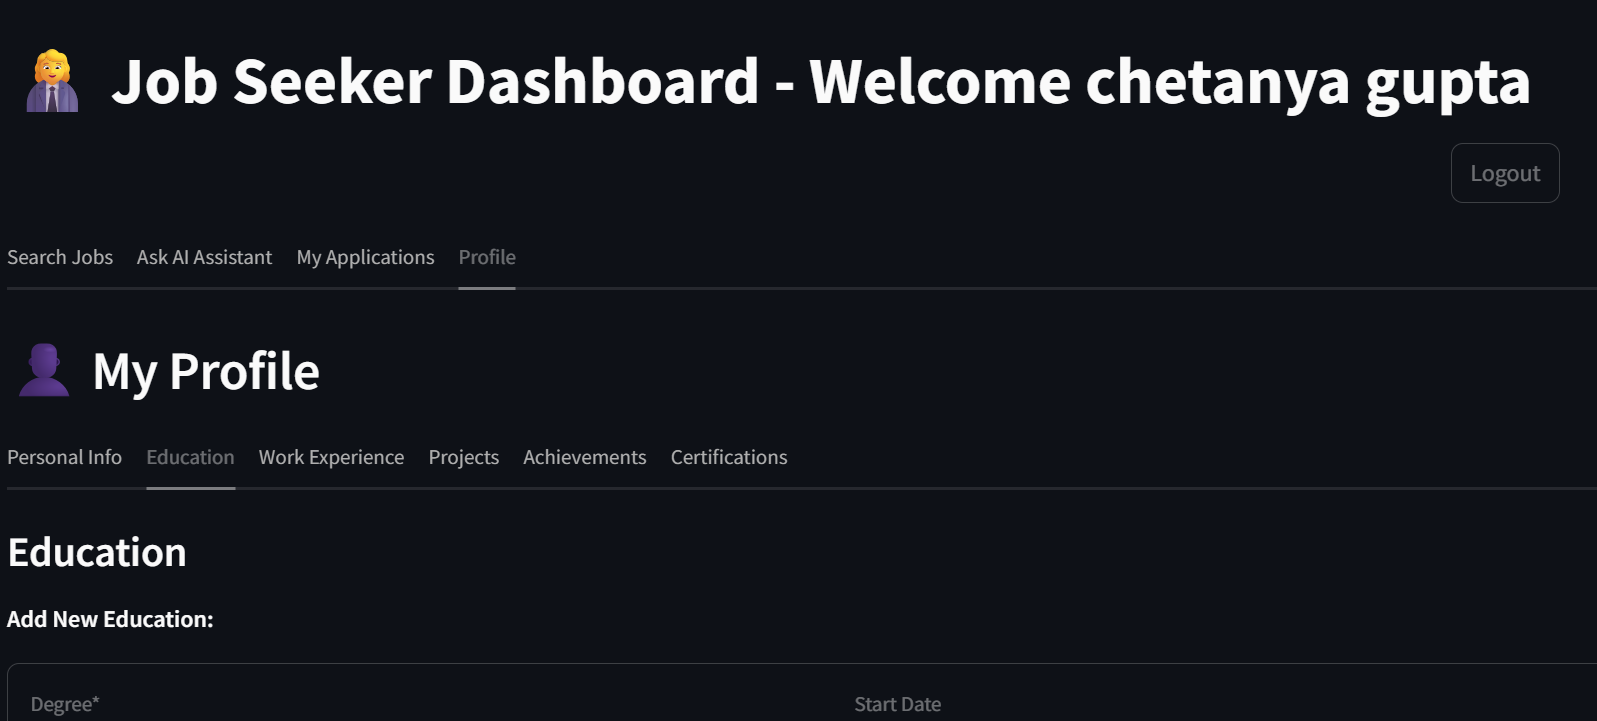 Job Seeker Dashboard - Welcome chetanya gupta
Logout
Search Jobs Ask AI Assistant My Applications Profile
My Profile
Personal Info Education Work Experience Projects Achievements Certifications
Education
Add New Education:
Degree* Start Date